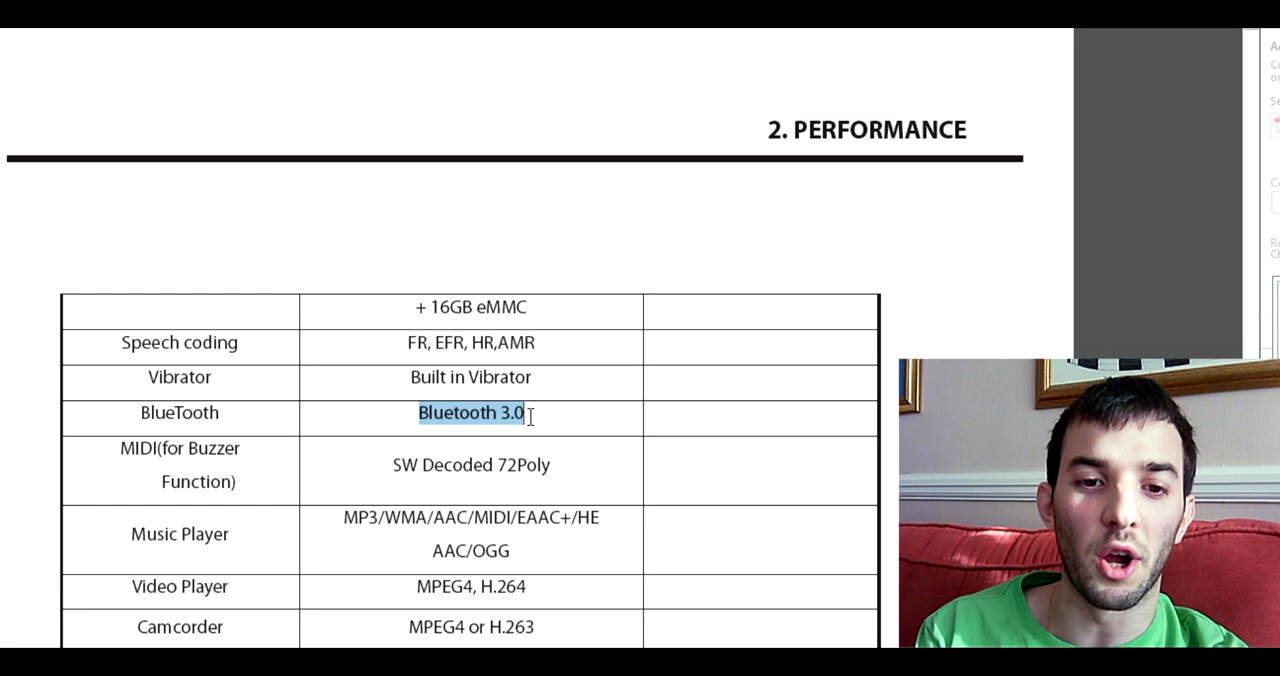 2. PERFORMANCE
+ 16GB eMMC
Speech coding
FR, EFR, HR,AMR
Vibrator
Built in Vibrator
BlueTooth
Bluetooth 3.0
MIDI(for Buzzer
Function)
SW Decoded 72Poly
Music Player
MP3/WMA/AAC/MIDI/EAAC+/HE
AAC/OGG
Video Player
MPEG4, H.264
Camcorder
MPEG4 or H.263